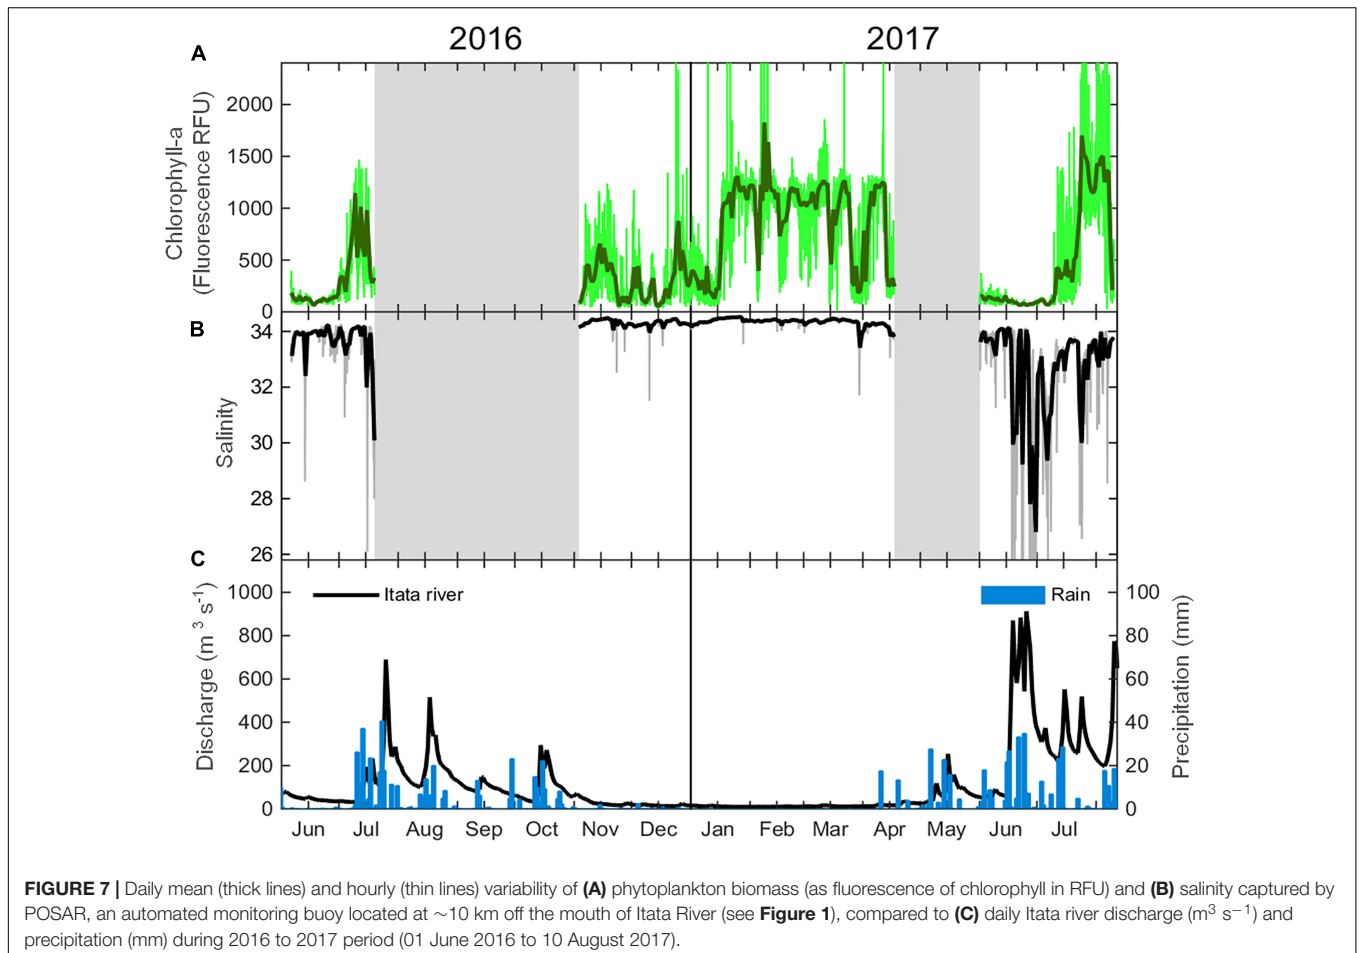 2016 2017
A
Chlorophyll-a
(Fluorescence RFU)
2000
1500
1000
500
0
B
Salinity
34
32
30
28
26
C
Discharge (m³ s⁻¹)
1000
800
600
400
200
0
Itata river
Rain
100
80
60
40
20
0
Precipitation (mm)
Jun Jul Aug Sep Oct Nov Dec Jan Feb Mar Apr May Jun Jul
FIGURE 7 | Daily mean (thick lines) and hourly (thin lines) variability of (A) phytoplankton biomass (as fluorescence of chlorophyll in RFU) and (B) salinity captured by
POSAR, an automated monitoring buoy located at ∼10 km off the mouth of Itata River (see Figure 1), compared to (C) daily Itata river discharge (m³ s⁻¹) and
precipitation (mm) during 2016 to 2017 period (01 June 2016 to 10 August 2017).